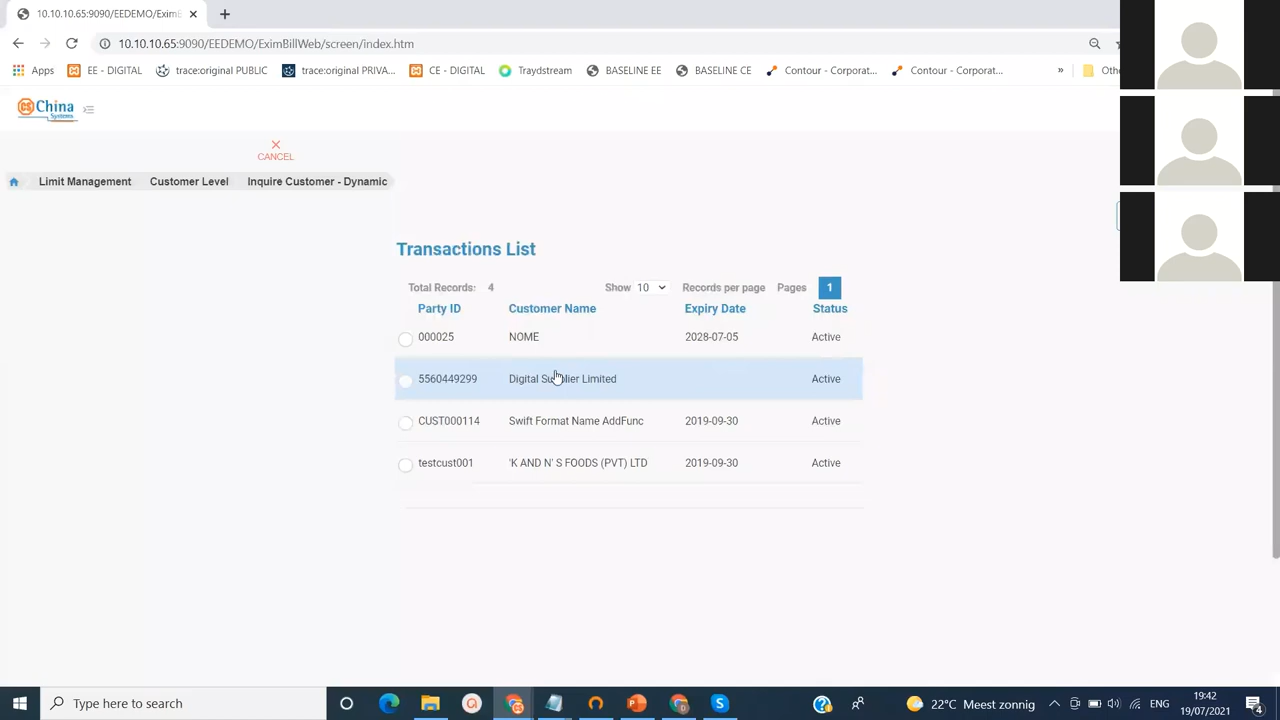 10.10.10.65:9090/EEDEMO/EximE
10.10.10.65:9090/EEDEMO/EximBillWeb/screen/index.htm
Apps EE - DIGITAL trace:original PUBLIC trace:original PRIVA... CE - DIGITAL Traydstream BASELINE EE BASELINE CE Contour - Corporat... Contour - Corporat... » Oth
CS China
Systems
CANCEL
Limit Management Customer Level Inquire Customer - Dynamic
Transactions List
Total Records: 4 Show 10 Records per page Pages 1
Party ID Customer Name Expiry Date Status
000025 NOME 2028-07-05 Active
5560449299 Digital Supplier Limited Active
CUST000114 Swift Format Name AddFunc 2019-09-30 Active
testcust001 'K AND N' S FOODS (PVT) LTD 2019-09-30 Active
Type here to search
22°C Meest zonnig
ENG
19:42
19/07/2021
4